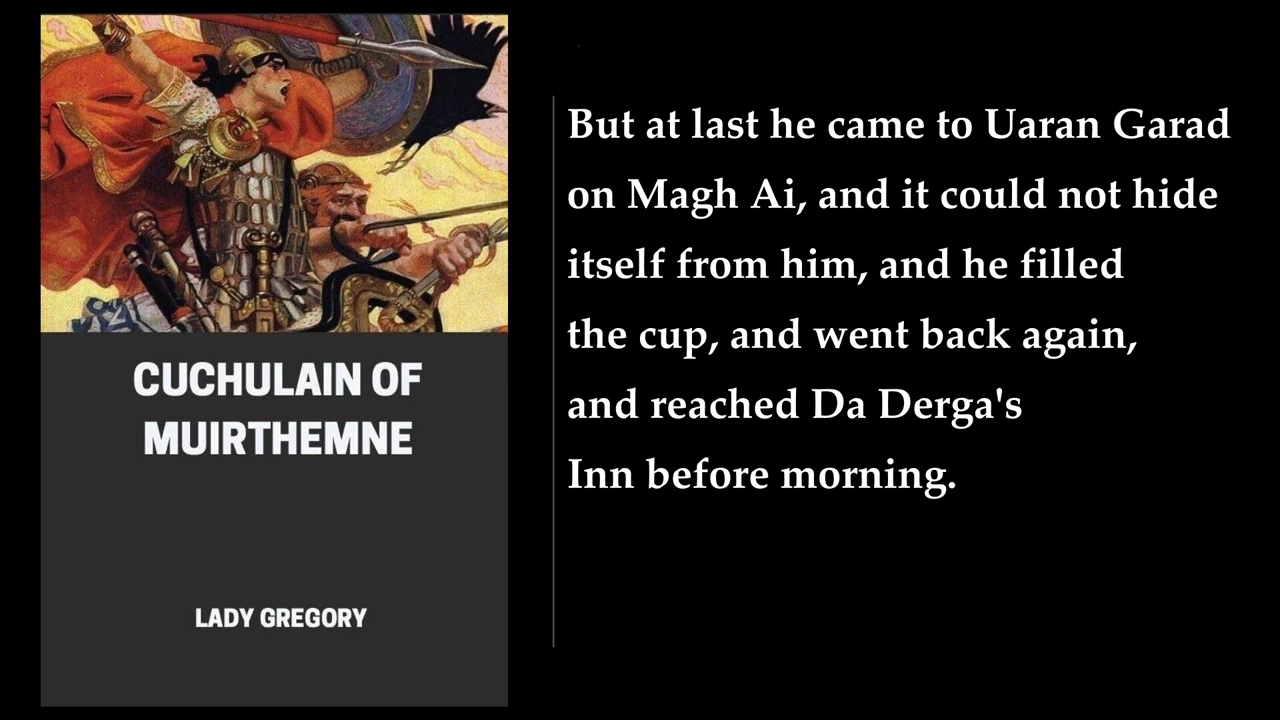 CUCHULAIN OF
MUIRTHEMNE
LADY GREGORY
But at last he came to Uaran Garad
on Magh Ai, and it could not hide
itself from him, and he filled
the cup, and went back again,
and reached Da Derga's
Inn before morning.